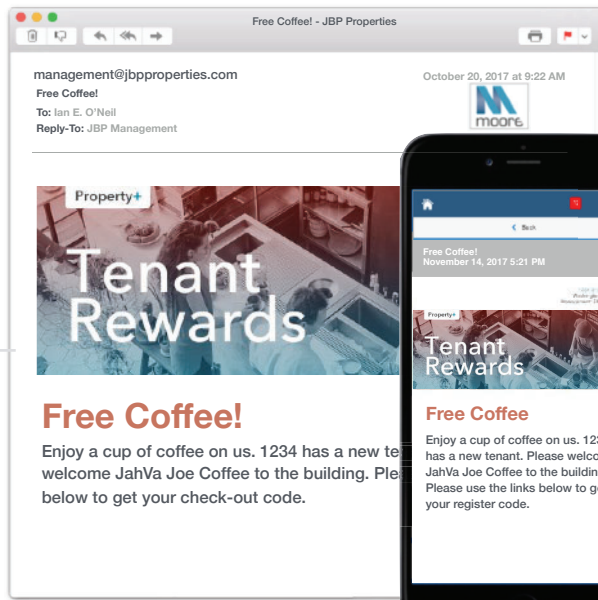 Free Coffee! - JBP Properties
management@jbpproperties.com
October 20, 2017 at 9:22 AM
Free Coffee!
To: Ian E. O'Neil
Reply-To: JBP Management
moore
Property+
Tenant
Rewards
Free Coffee!
Enjoy a cup of coffee on us. 1234 has a new te
welcome JahVa Joe Coffee to the building. Plea
below to get your check-out code.
Back
Free Coffee!
November 14, 2017 5:21 PM
Property+
Tenant
Rewards
Free Coffee
Enjoy a cup of coffee on us. 123
has a new tenant. Please welco
JahVa Joe Coffee to the buildin
Please use the links below to g
your register code.